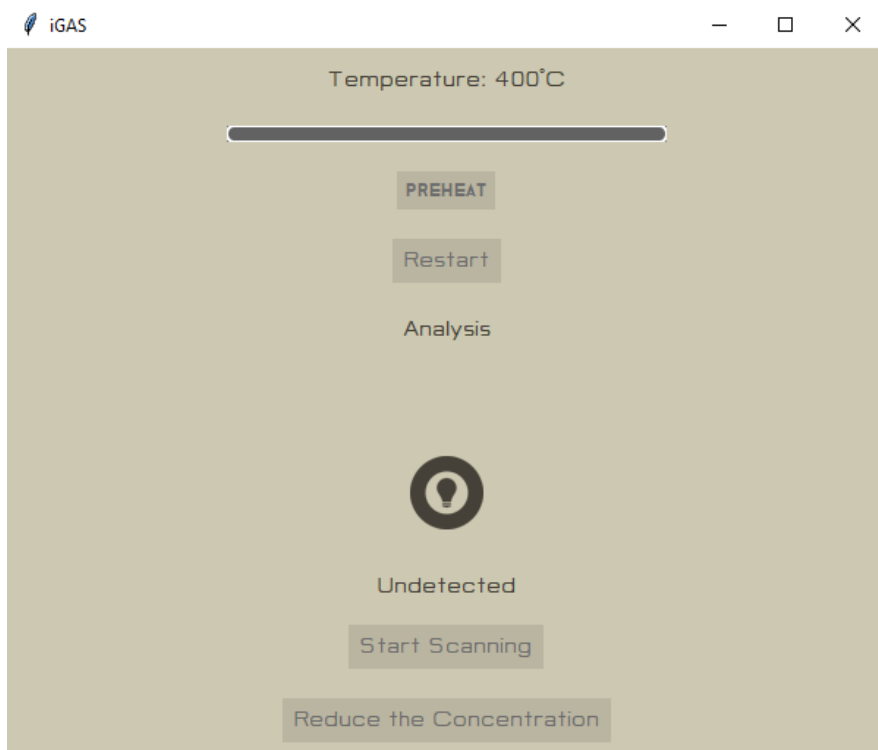 iGAS
Temperature: 400°C
PREHEAT
Restart
Analysis
Undetected
Start Scanning
Reduce the Concentration